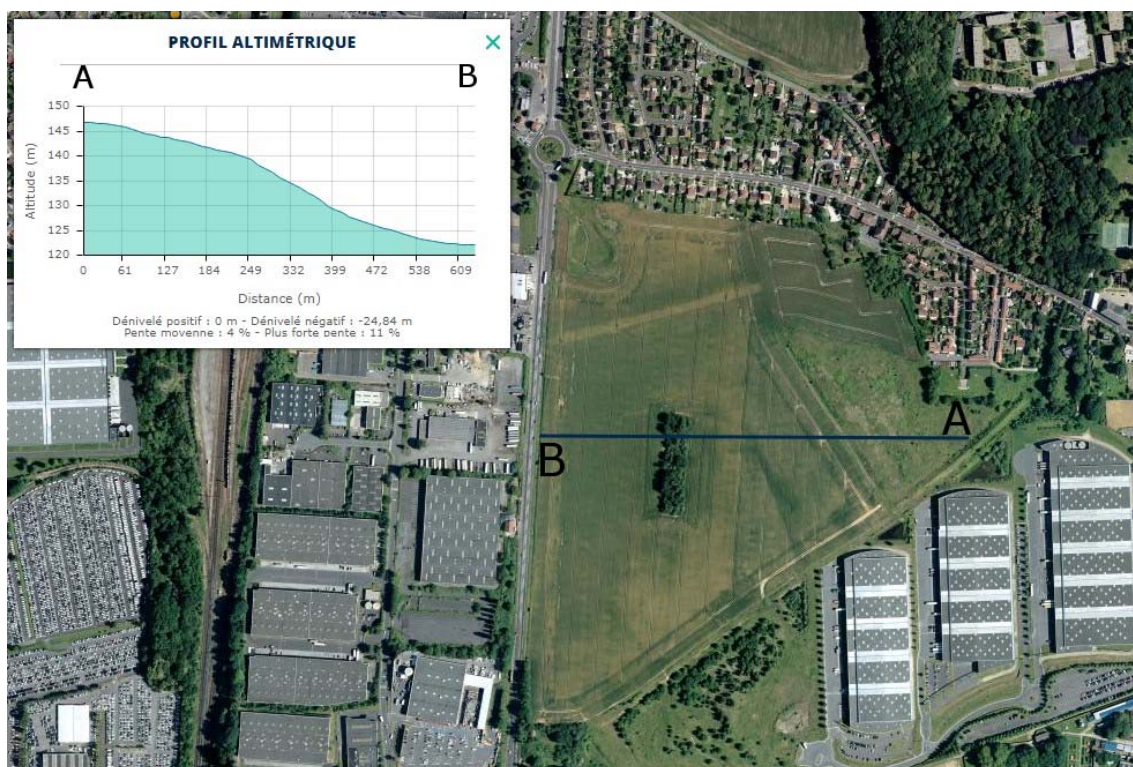 PROFIL ALTIMÉTRIQUE
A
B
150
145
140
135
130
125
120
Altitude (m)
0 61 127 184 249 332 399 472 538 609
Distance (m)
Dénivelé positif : 0 m - Dénivelé négatif : -24,84 m
Pente moyenne : 4 % - Plus forte pente : 11 %
A
B